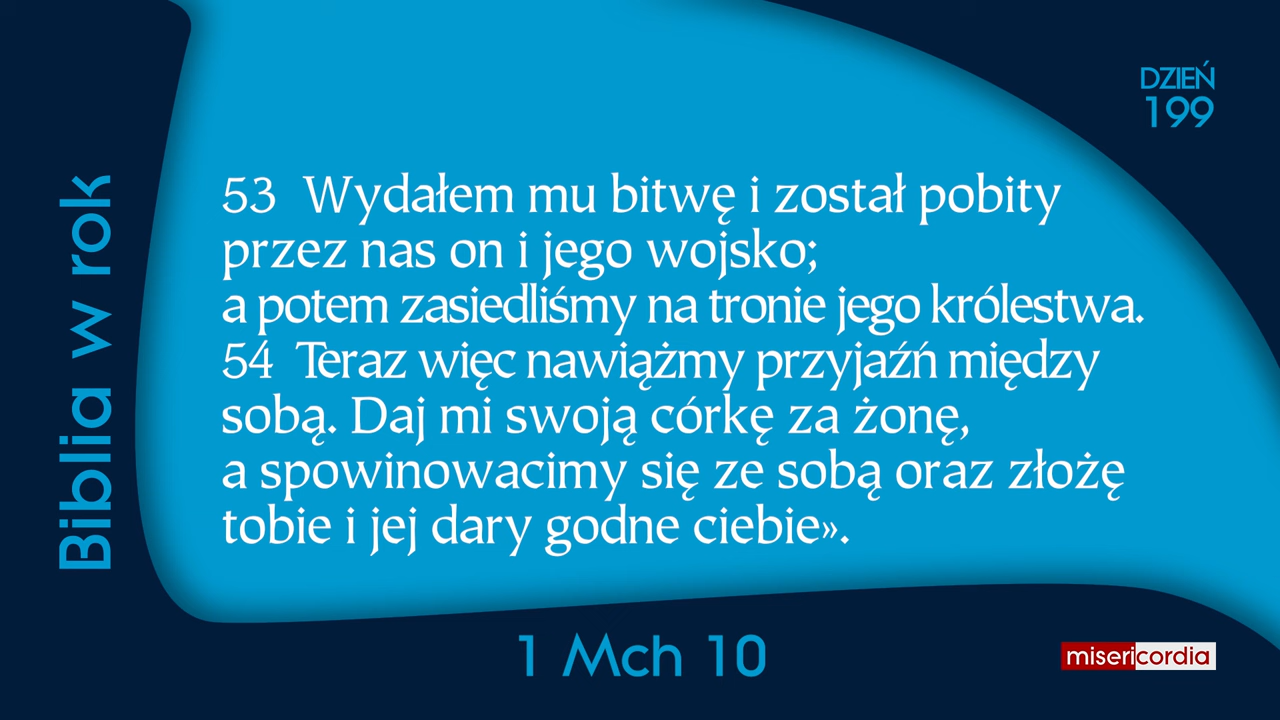 Biblia w rok
DZIEŃ
199
53 Wydałem mu bitwę i został pobity
przez nas on i jego wojsko;
a potem zasiedliśmy na tronie jego królestwa.
54 Teraz więc nawiążmy przyjaźń między
sobą. Daj mi swoją córkę za żonę,
a spowinowacimy się ze sobą oraz złożę
tobie i jej dary godne ciebie».
1 Mch 10
misericordia